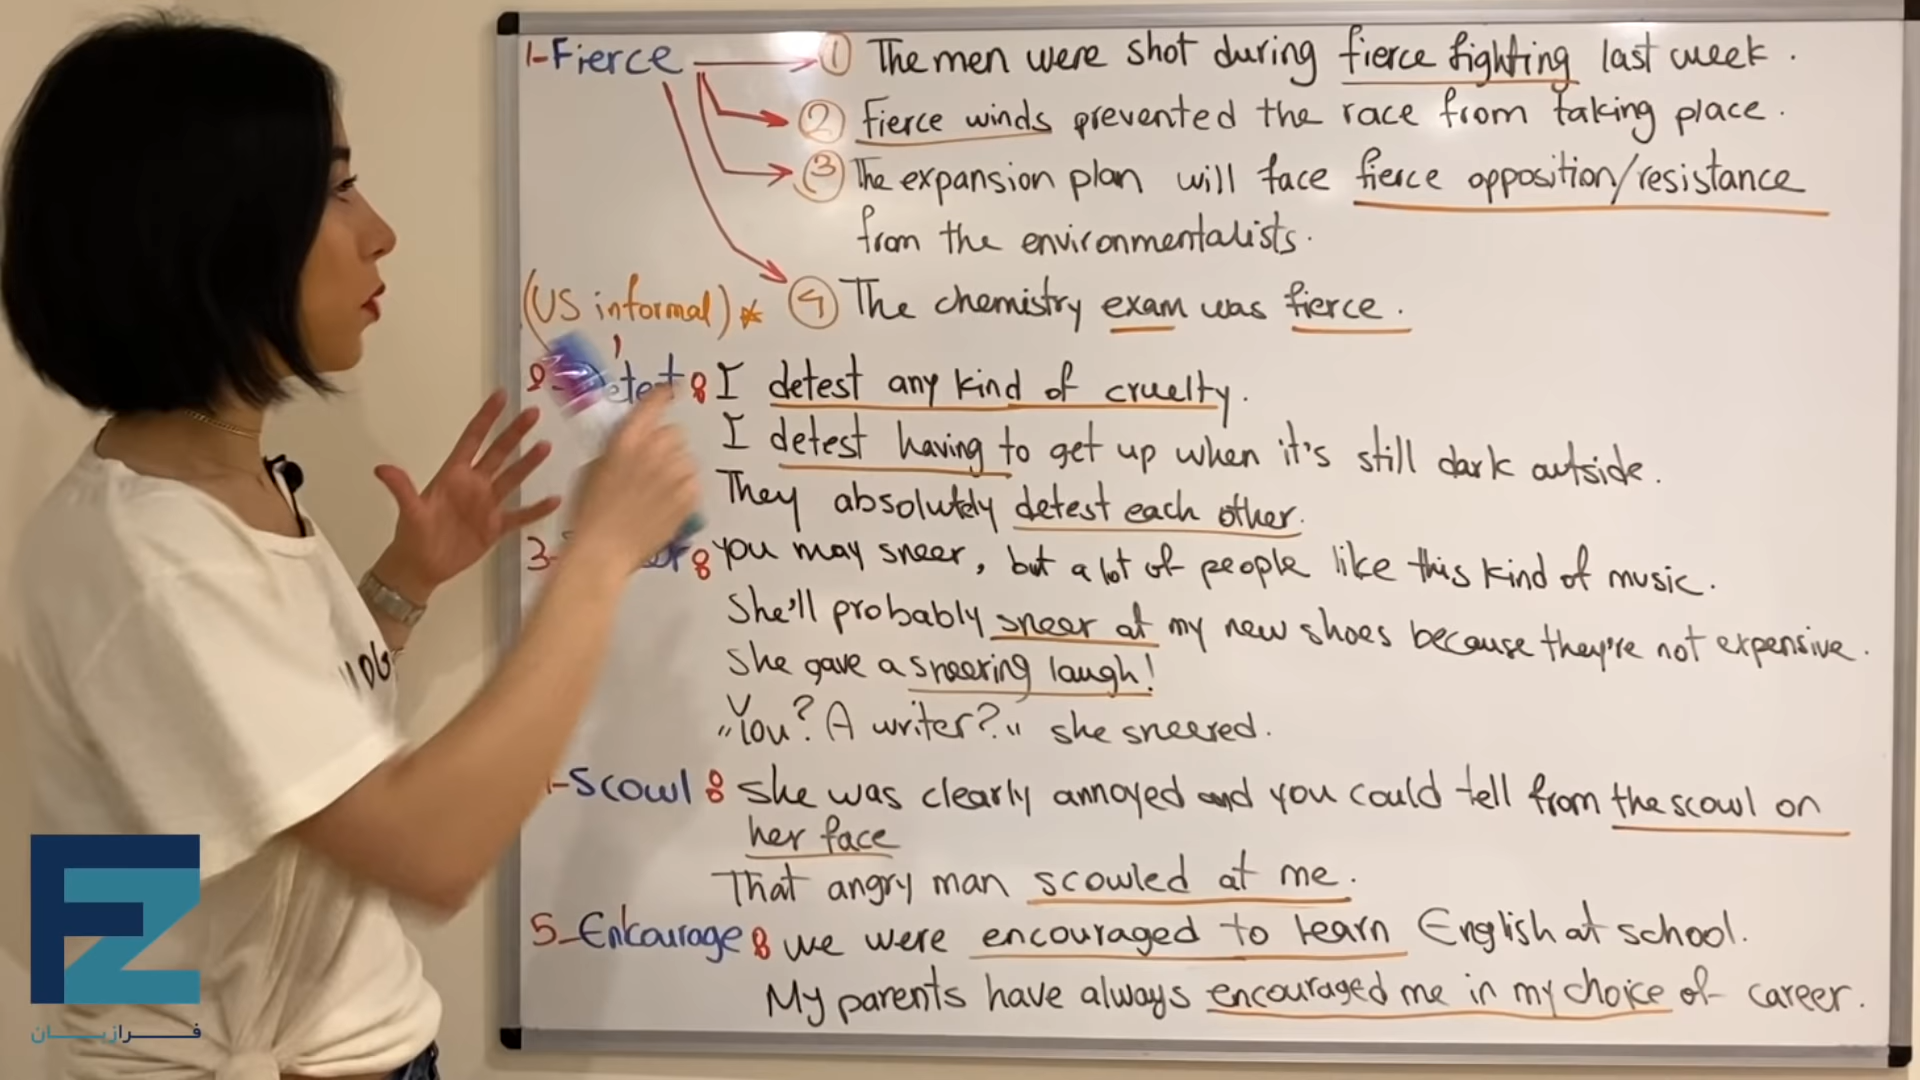 1-Fierce ① The men were shot during fierce fighting last week.
② Fierce winds prevented the race from taking place.
③ The expansion plan will face fierce opposition/resistance
from the environmentalists.
(US informal)* ④ The chemistry exam was fierce.
I detest any kind of cruelty.
I detest having to get up when it's still dark outside.
They absolutely detest each other.
3- You may sneer, but a lot of people like this kind of music.
She'll probably sneer at my new shoes because they're not expensive.
She gave a sneering laugh!
"You? A writer?" she sneered.
-Scowl: She was clearly annoyed and you could tell from the scowl on
her face
That angry man scowled at me.
5-Encourage: we were encouraged to learn English at school.
My parents have always encouraged me in my choice of career.
FZ
فرازبان